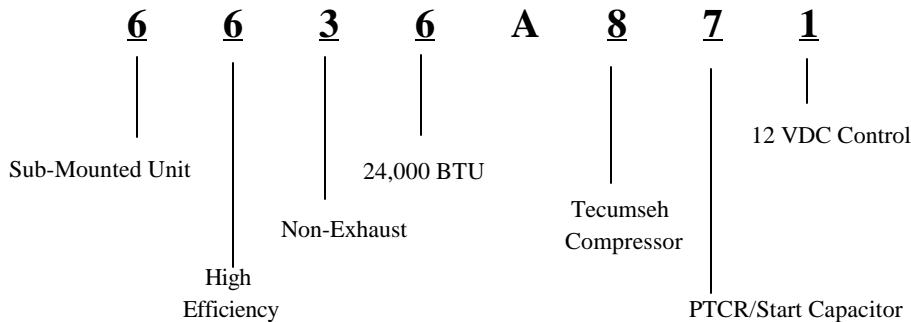 6 6 3 6 A 8 7 1
12 VDC Control
Sub-Mounted Unit
24,000 BTU
Tecumseh
Compressor
Non-Exhaust
High
Efficiency
PTCR/Start Capacitor